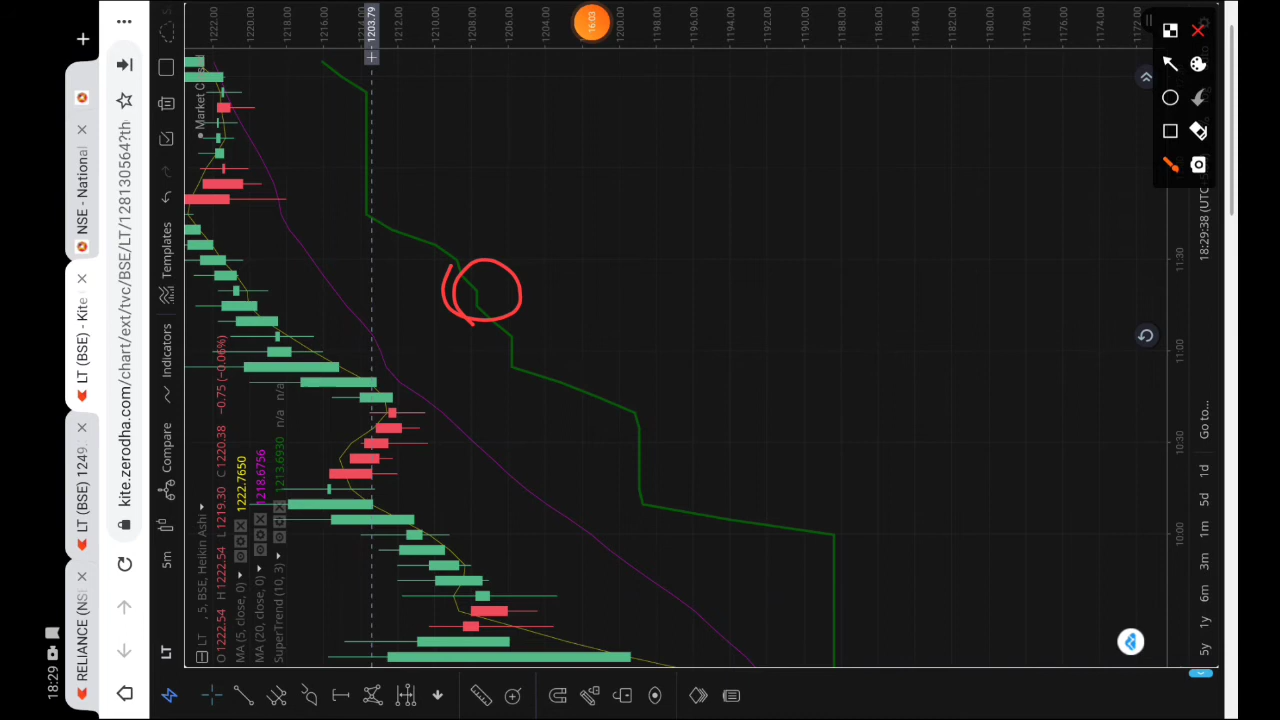 18:29
RELIANCE (NS
LT (BSE) 1249.
LT (BSE) - Kite
NSE - National
kite.zerodha.com/chart/ext/tvc/BSE/LT/128130564?th
LT
5m
Compare
Indicators
Templates
LT , 5, BSE, Heikin Ashi
Market C
O 1222.54 H 1222.54 L 1219.30 C 1220.38 −0.75 (−0.06%)
MA (5, close, 0) 1222.7650
MA (20, close, 0) 1218.6756
SuperTrend (10, 3) 1213.6930 n/a n/a
1222.00
1220.00
1218.00
1216.00
1203.79
1212.00
1210.00
1208.00
1206.00
1204.00
16:03
1200.00
1198.00
1196.00
1194.00
1192.00
1190.00
1188.00
1186.00
1184.00
1182.00
1180.00
1178.00
1176.00
1174.00
10:00
10:30
11:00
11:30
5y
1y
6m
3m
1m
5d
1d
Go to...
18:29:38 (UTC